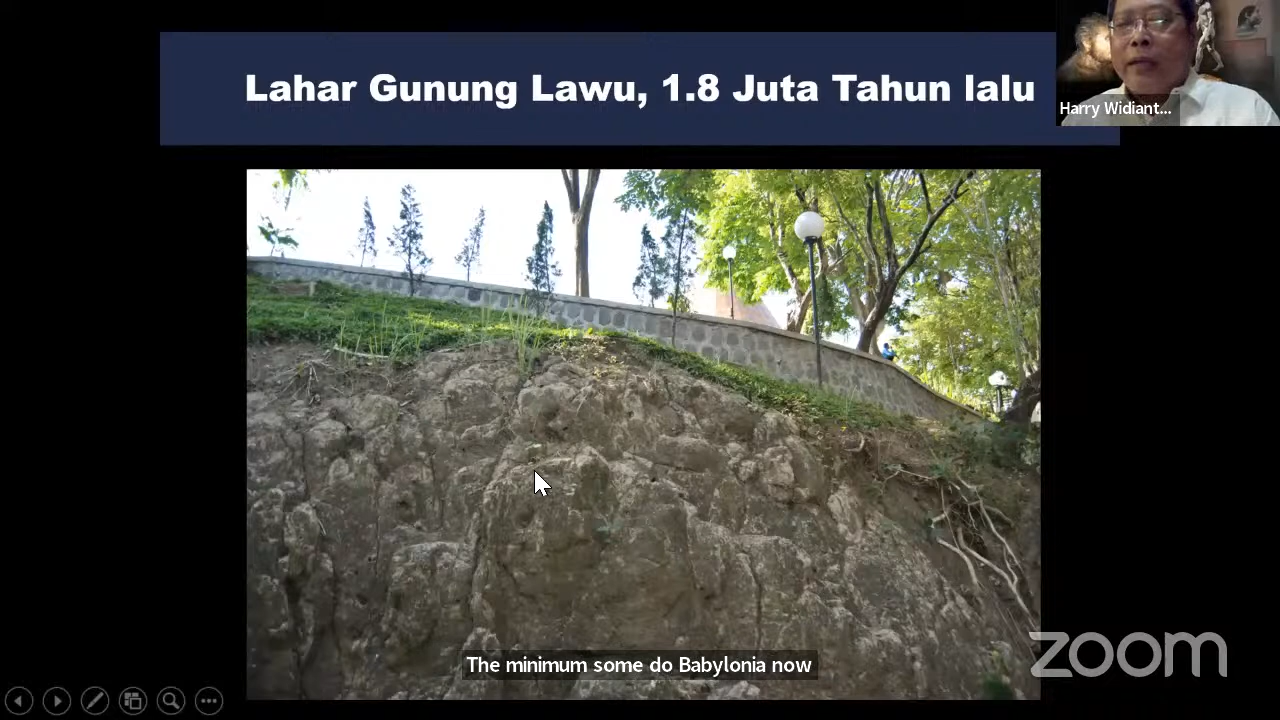 Lahar Gunung Lawu, 1.8 Juta Tahun lalu
Harry Widiant...
The minimum some do Babylonia now
zoom